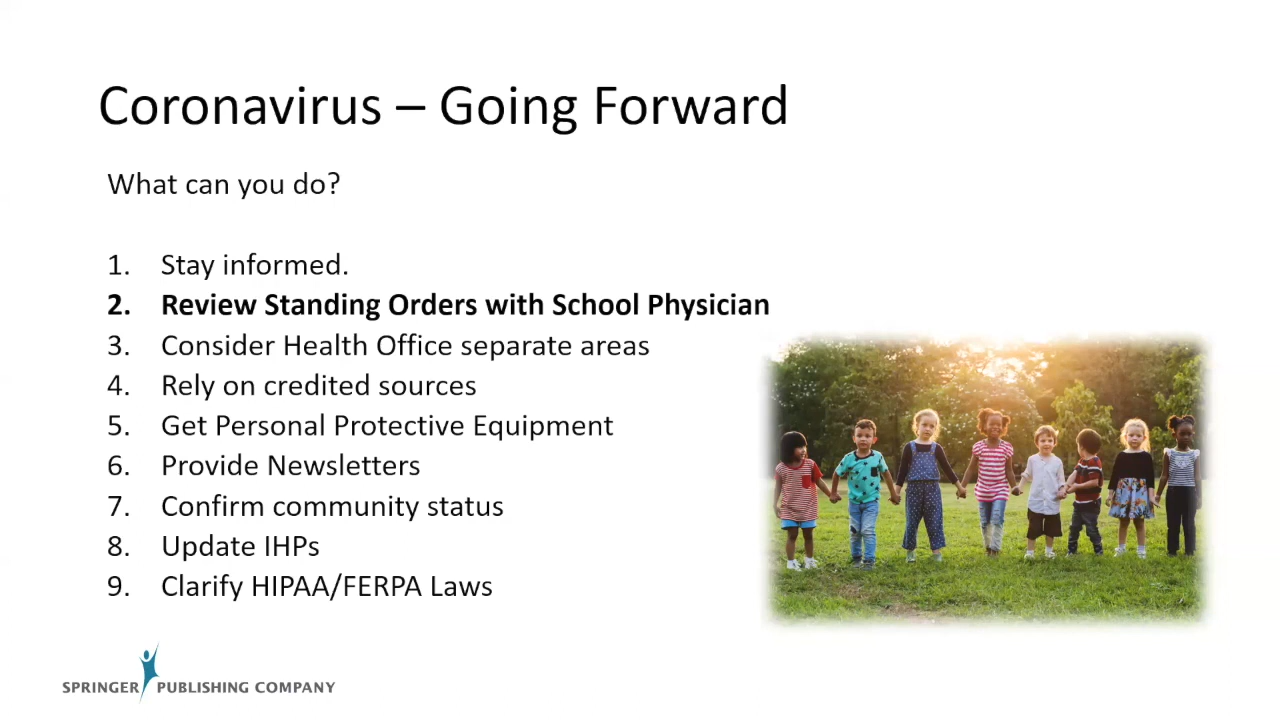 Coronavirus – Going Forward
What can you do?
1. Stay informed.
2. Review Standing Orders with School Physician
3. Consider Health Office separate areas
4. Rely on credited sources
5. Get Personal Protective Equipment
6. Provide Newsletters
7. Confirm community status
8. Update IHPs
9. Clarify HIPAA/FERPA Laws
SPRINGER PUBLISHING COMPANY